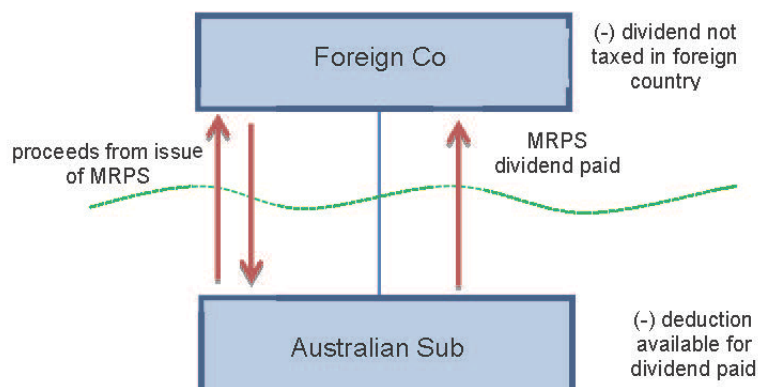 Foreign Co
(-) dividend not
taxed in foreign
country
proceeds from issue
of MRPS
MRPS
dividend paid
Australian Sub
(-) deduction
available for
dividend paid